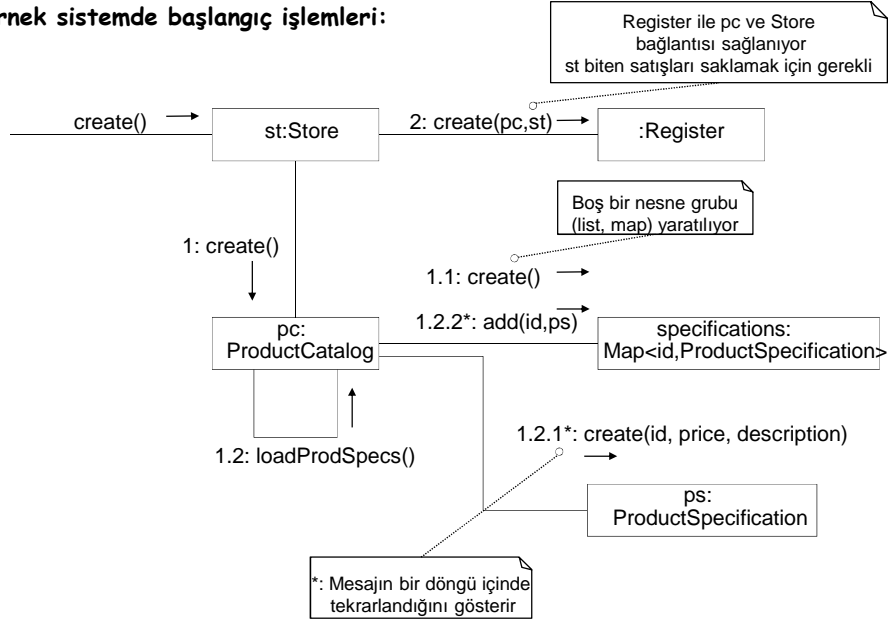 rnek sistemde başlangıç işlemleri:
Register ile pc ve Store
bağlantısı sağlanıyor
st biten satışları saklamak için gerekli
create()
st:Store
2: create(pc,st)
:Register
Boş bir nesne grubu
(list, map) yaratılıyor
1: create()
1.1: create()
1.2.2*: add(id,ps)
pc:
ProductCatalog
specifications:
Map<id,ProductSpecification>
1.2: loadProdSpecs()
1.2.1*: create(id, price, description)
ps:
ProductSpecification
*: Mesajın bir döngü içinde
tekrarlandığını gösterir